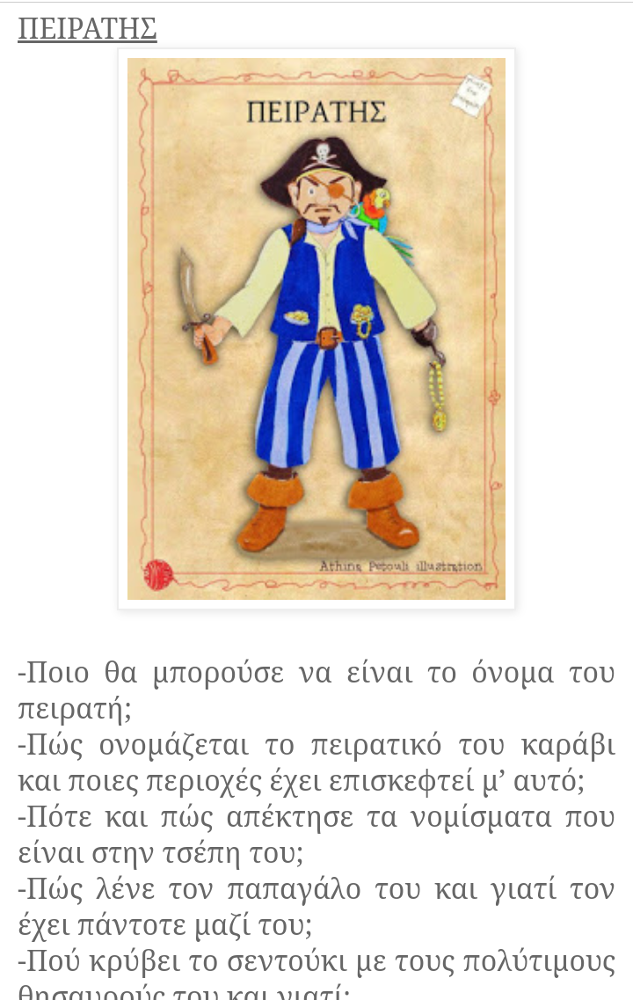 ΠΕΙΡΑΤΗΣ
ΠΕΙΡΑΤΗΣ
Athina Petouli illustration
-Ποιο θα μπορούσε να είναι το όνομα του
πειρατή;
-Πώς ονομάζεται το πειρατικό του καράβι
και ποιες περιοχές έχει επισκεφτεί μ’ αυτό;
-Πότε και πώς απέκτησε τα νομίσματα που
είναι στην τσέπη του;
-Πώς λένε τον παπαγάλο του και γιατί τον
έχει πάντοτε μαζί του;
-Πού κρύβει το σεντούκι με τους πολύτιμους
θησαυρούς του και γιατί;